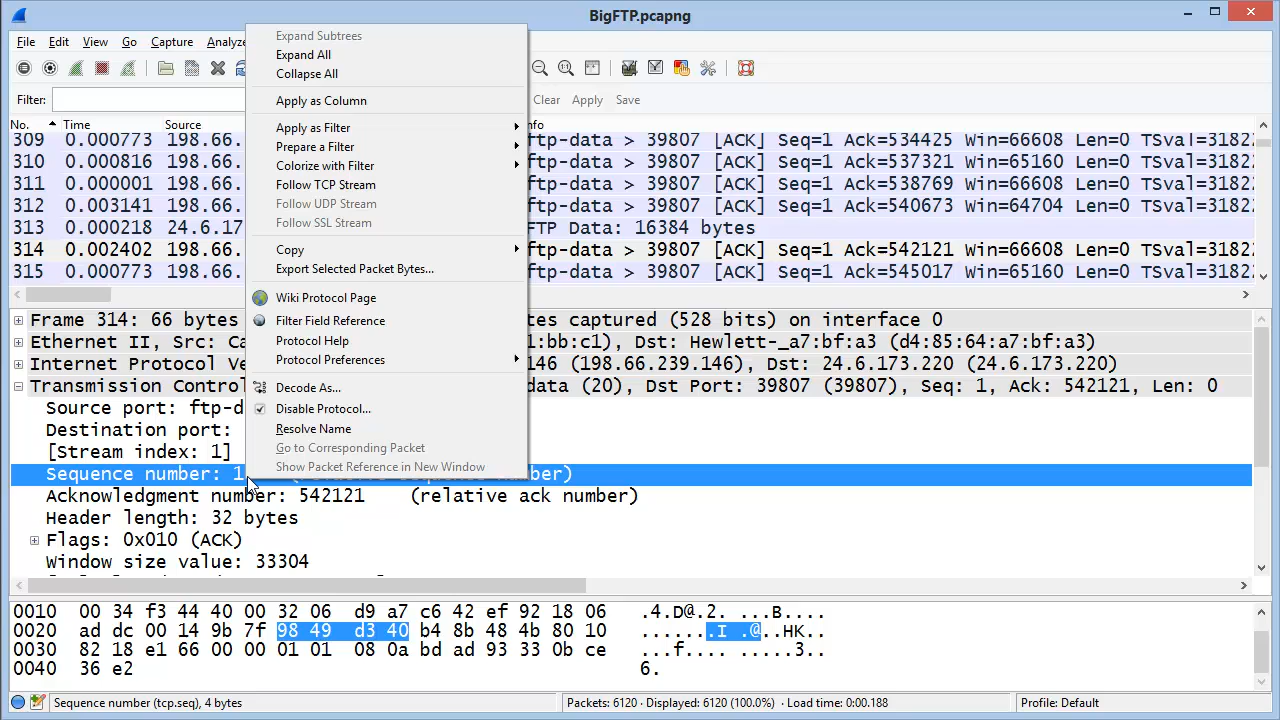 BigFTP.pcapng
File Edit View Go Capture Analyze
Filter: Clear Apply Save
No. Time Source Info
309 0.000773 198.66. ftp-data > 39807 [ACK] Seq=1 Ack=534425 Win=66608 Len=0 TSval=3182
310 0.000816 198.66. ftp-data > 39807 [ACK] Seq=1 Ack=537321 Win=65160 Len=0 TSval=3182
311 0.000001 198.66. ftp-data > 39807 [ACK] Seq=1 Ack=538769 Win=66608 Len=0 TSval=3182
312 0.003141 198.66. ftp-data > 39807 [ACK] Seq=1 Ack=540673 Win=64704 Len=0 TSval=3182
313 0.000218 24.6.17 FTP Data: 16384 bytes
314 0.002402 198.66. ftp-data > 39807 [ACK] Seq=1 Ack=542121 Win=66608 Len=0 TSval=3182
315 0.000773 198.66. ftp-data > 39807 [ACK] Seq=1 Ack=545017 Win=65160 Len=0 TSval=3182
Expand Subtrees
Expand All
Collapse All
Apply as Column
Apply as Filter
Prepare a Filter
Colorize with Filter
Follow TCP Stream
Follow UDP Stream
Follow SSL Stream
Copy
Export Selected Packet Bytes...
Wiki Protocol Page
Filter Field Reference
Protocol Help
Protocol Preferences
Decode As...
Disable Protocol...
Resolve Name
Go to Corresponding Packet
Show Packet Reference in New Window
Frame 314: 66 bytes tes captured (528 bits) on interface 0
Ethernet II, Src: Ca 1:bb:c1), Dst: Hewlett-_a7:bf:a3 (d4:85:64:a7:bf:a3)
Internet Protocol Ve 146 (198.66.239.146), Dst: 24.6.173.220 (24.6.173.220)
Transmission Control data (20), Dst Port: 39807 (39807), Seq: 1, Ack: 542121, Len: 0
Source port: ftp-d
Destination port:
[Stream index: 1]
Sequence number: 1 (relative sequence number)
Acknowledgment number: 542121 (relative ack number)
Header length: 32 bytes
Flags: 0x010 (ACK)
Window size value: 33304
0010 00 34 f3 44 40 00 32 06 d9 a7 c6 42 ef 92 18 06 .4.D@.2. ...B....
0020 ad dc 00 14 9b 7f 98 49 d3 40 b4 8b 48 4b 80 10 .......I .@..HK..
0030 82 18 e1 66 00 00 01 01 08 0a bd ad 93 33 0b ce ...f.... .....3..
0040 36 e2 6.
Sequence number (tcp.seq), 4 bytes Packets: 6120 · Displayed: 6120 (100.0%) · Load time: 0:00.188 Profile: Default